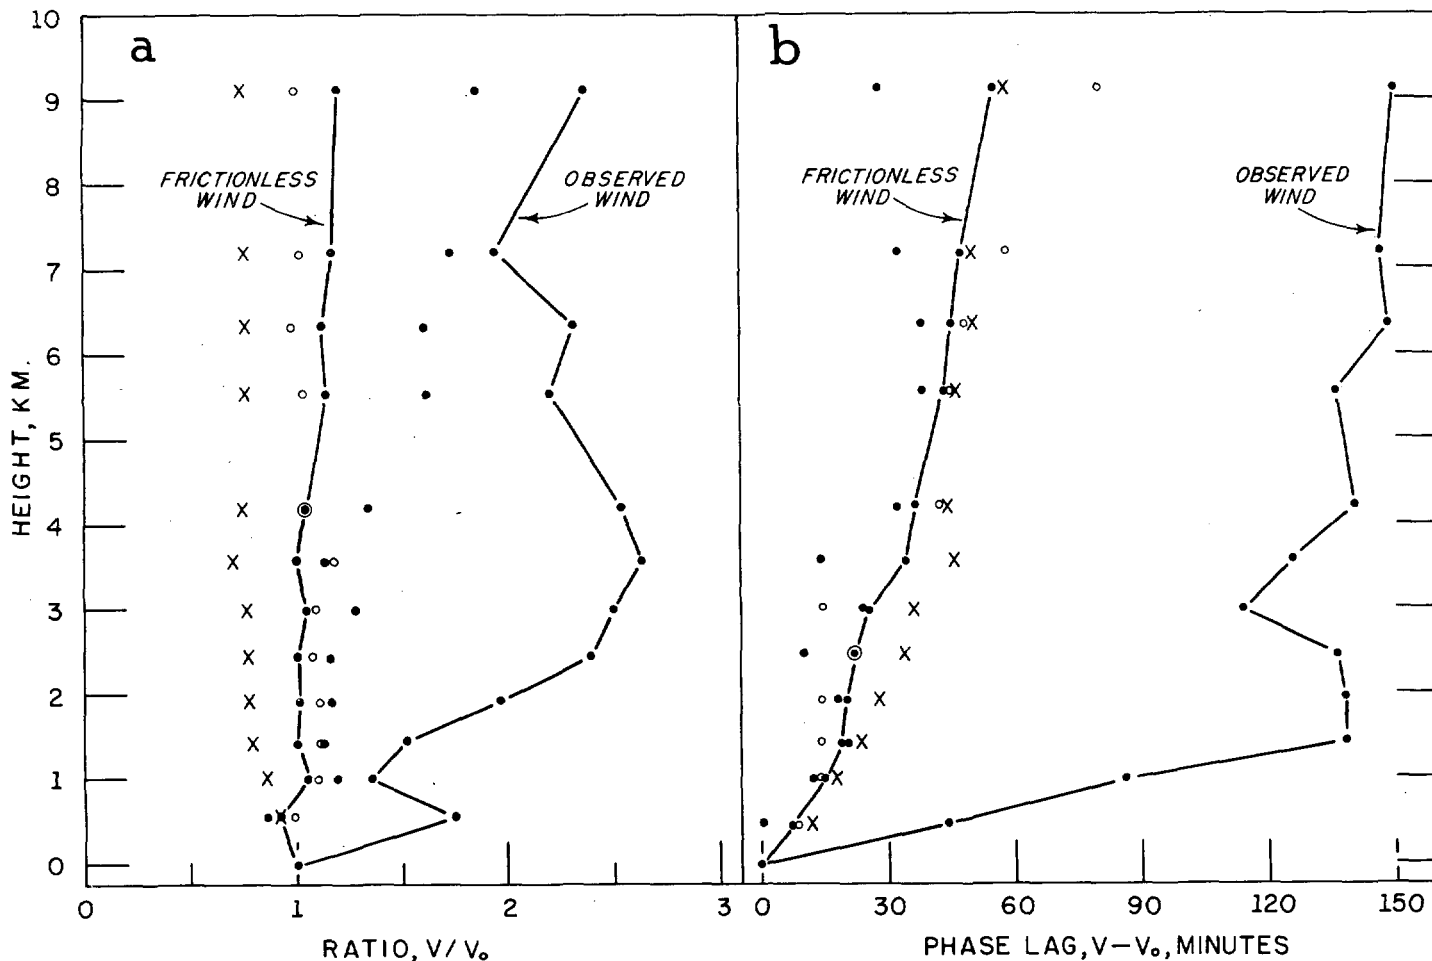 a
b
10
9
8
7
6
5
4
3
2
1
0
HEIGHT, KM.
FRICTIONLESS
WIND
OBSERVED
WIND
FRICTIONLESS
WIND
OBSERVED
WIND
0 1 2 3
RATIO, V/V₀
0 30 60 90 120 150
PHASE LAG, V–V₀, MINUTES